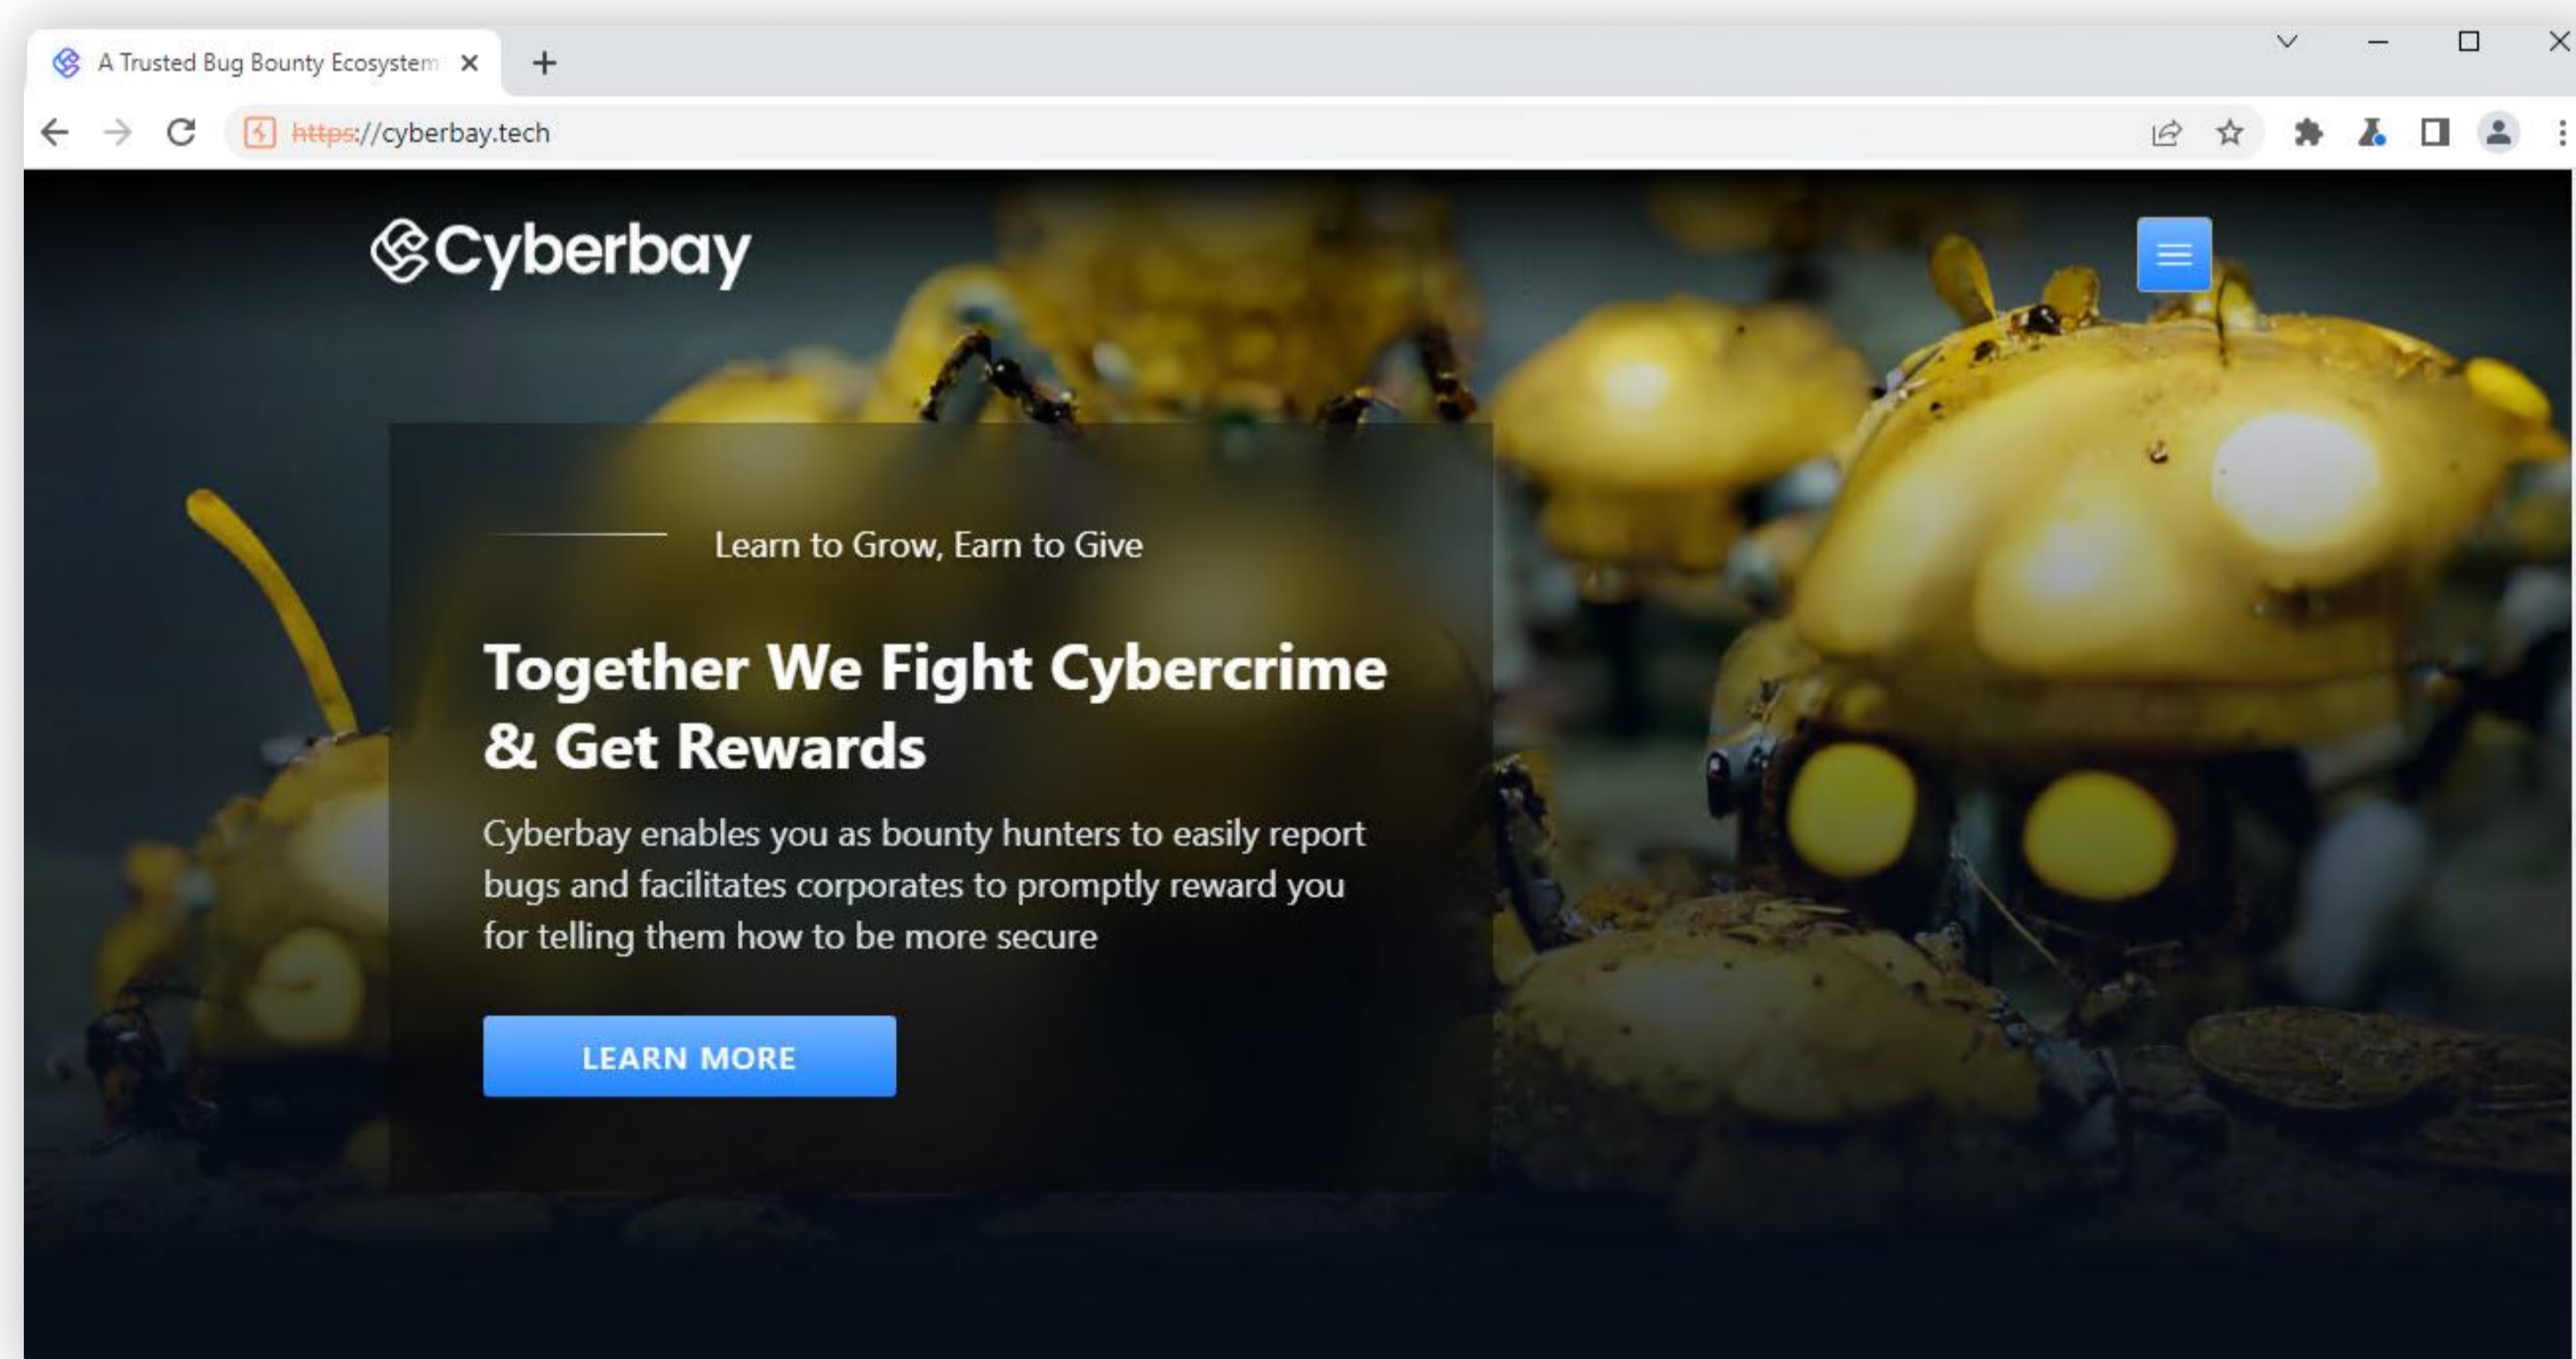 A Trusted Bug Bounty Ecosystem
https://cyberbay.tech
Cyberbay
Learn to Grow, Earn to Give
Together We Fight Cybercrime
& Get Rewards
Cyberbay enables you as bounty hunters to easily report
bugs and facilitates corporates to promptly reward you
for telling them how to be more secure
LEARN MORE